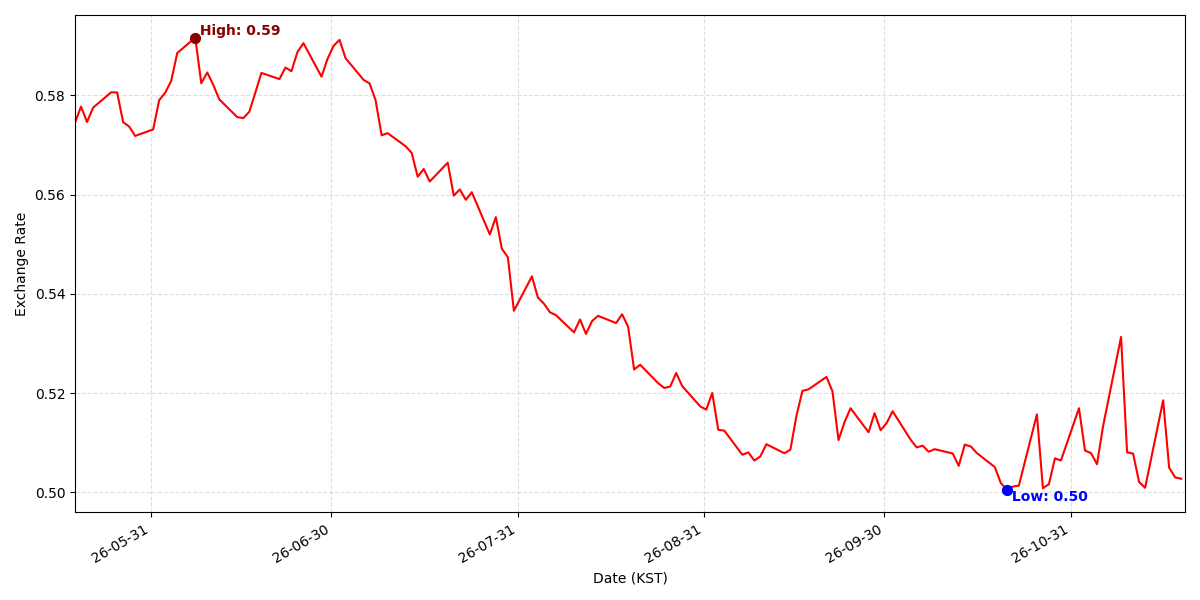 High: 0.59
0.58
0.56
0.54
0.52
0.50
Exchange Rate
Low: 0.50
26-05-31
26-06-30
26-07-31
26-08-31
26-09-30
26-10-31
Date (KST)